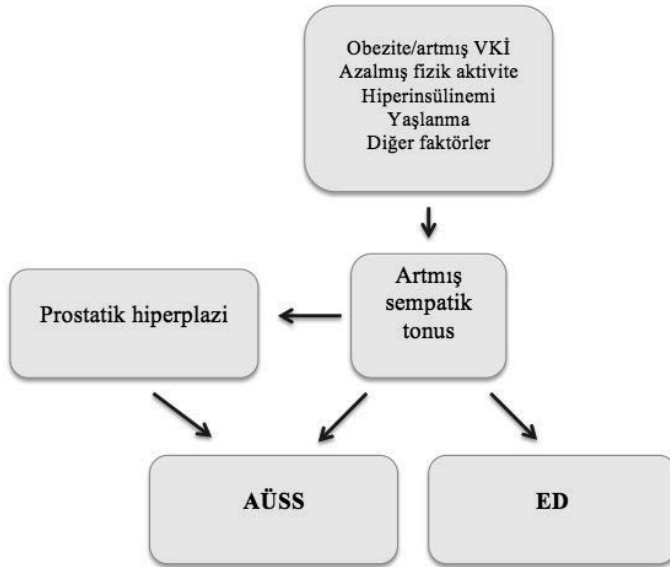 Obezite/artmış VKİ
Azalmış fizik aktivite
Hiperinsülinemi
Yaşlanma
Diğer faktörler
Artmış
sempatik
tonus
Prostatik hiperplazi
AÜSS
ED